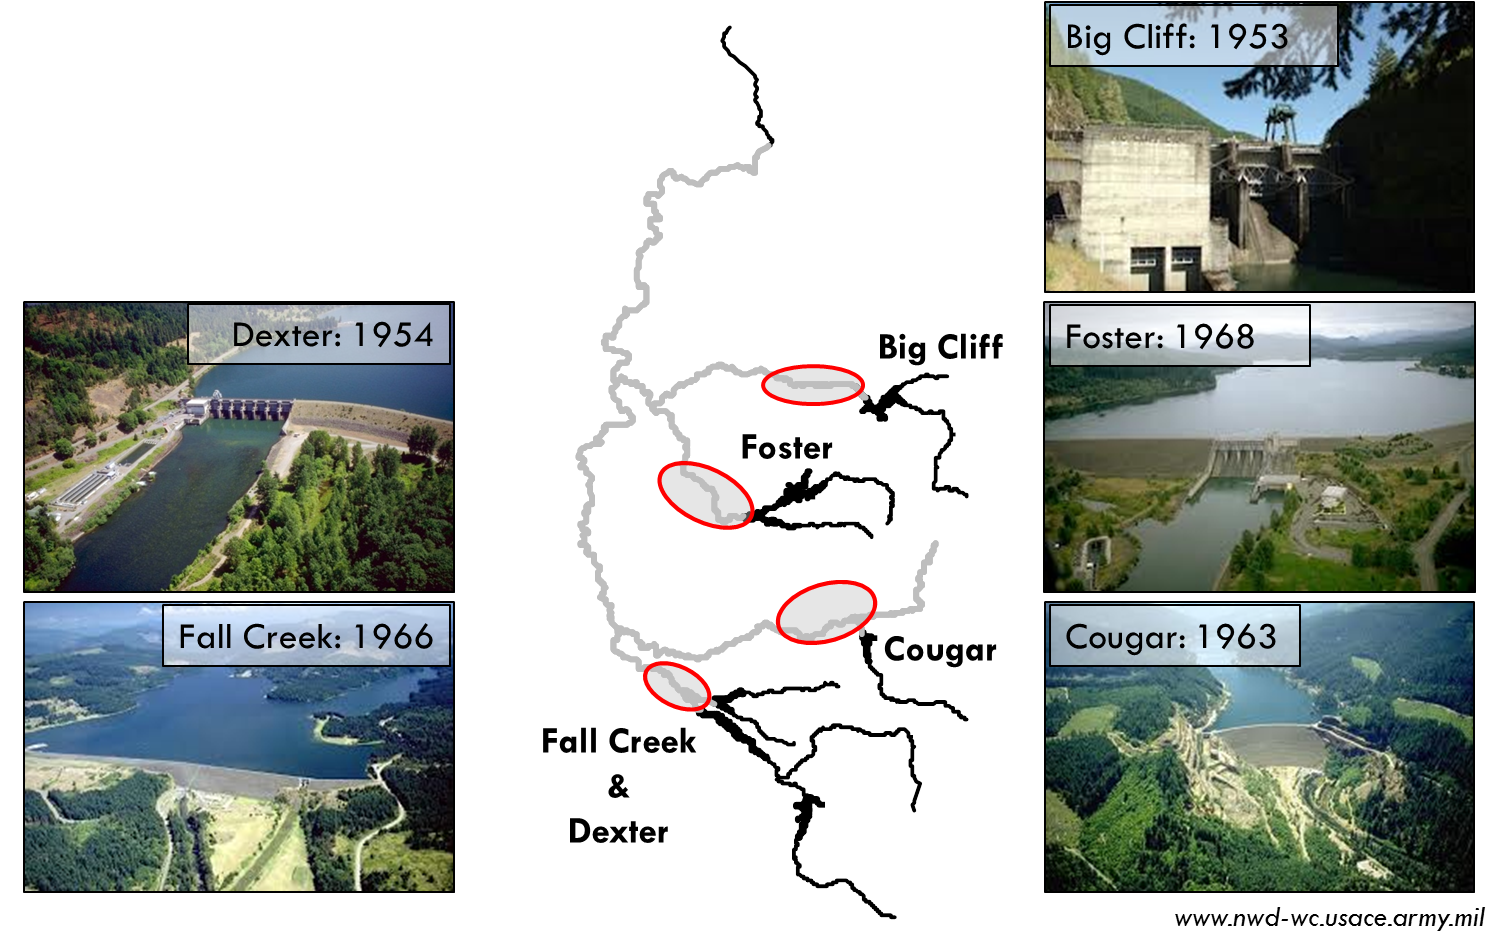 Big Cliff: 1953
Dexter: 1954
Foster: 1968
Big Cliff
Foster
Fall Creek: 1966
Cougar: 1963
Cougar
Fall Creek
&
Dexter
www.nwd-wc.usace.army.mil